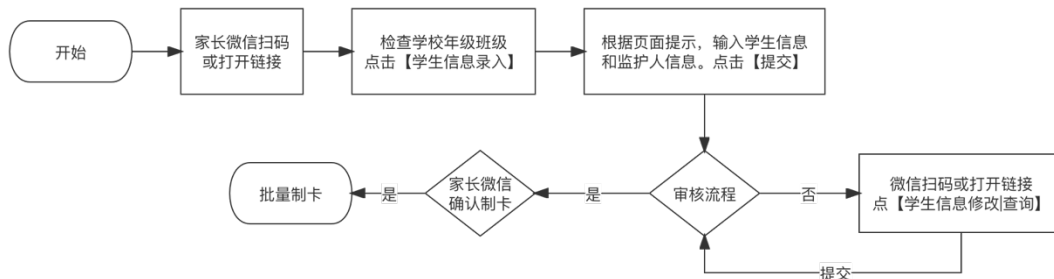 开始
家长微信扫码
或打开链接
检查学校年级班级
点击【学生信息录入】
根据页面提示，输入学生信息
和监护人信息。点击【提交】
批量制卡
是
家长微信
确认制卡
是
审核流程
否
微信扫码或打开链接
点【学生信息修改|查询】
提交